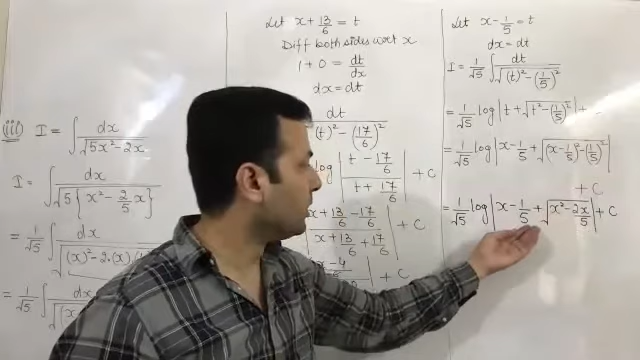 (iii) I = ∫ dx / √(5x² - 2x)
I = ∫ dx / √(5{x² - 2/5 x})
= 1/√5 ∫ dx / √((x)² - 2·(x)
= 1/√5 ∫ dx / √(
Let x + 13/6 = t
Diff both sides wrt x
1 + 0 = dt/dx
dx = dt
dt / (t)² - (17/6)²
log | (t - 17/6) / (t + 17/6) | + C
(x + 13/6 - 17/6) / (x + 13/6 + 17/6) | + C
x - 4 | + C
Let x - 1/5 = t
dx = dt
I = 1/√5 ∫ dt / √((t)² - (1/5)²)
= 1/√5 log | t + √(t² - (1/5)²) | +
= 1/√5 log | x - 1/5 + √((x - 1/5)² - (1/5)²) |
+ C
= 1/√5 log | x - 1/5 + √(x² - 2x/5) | + C